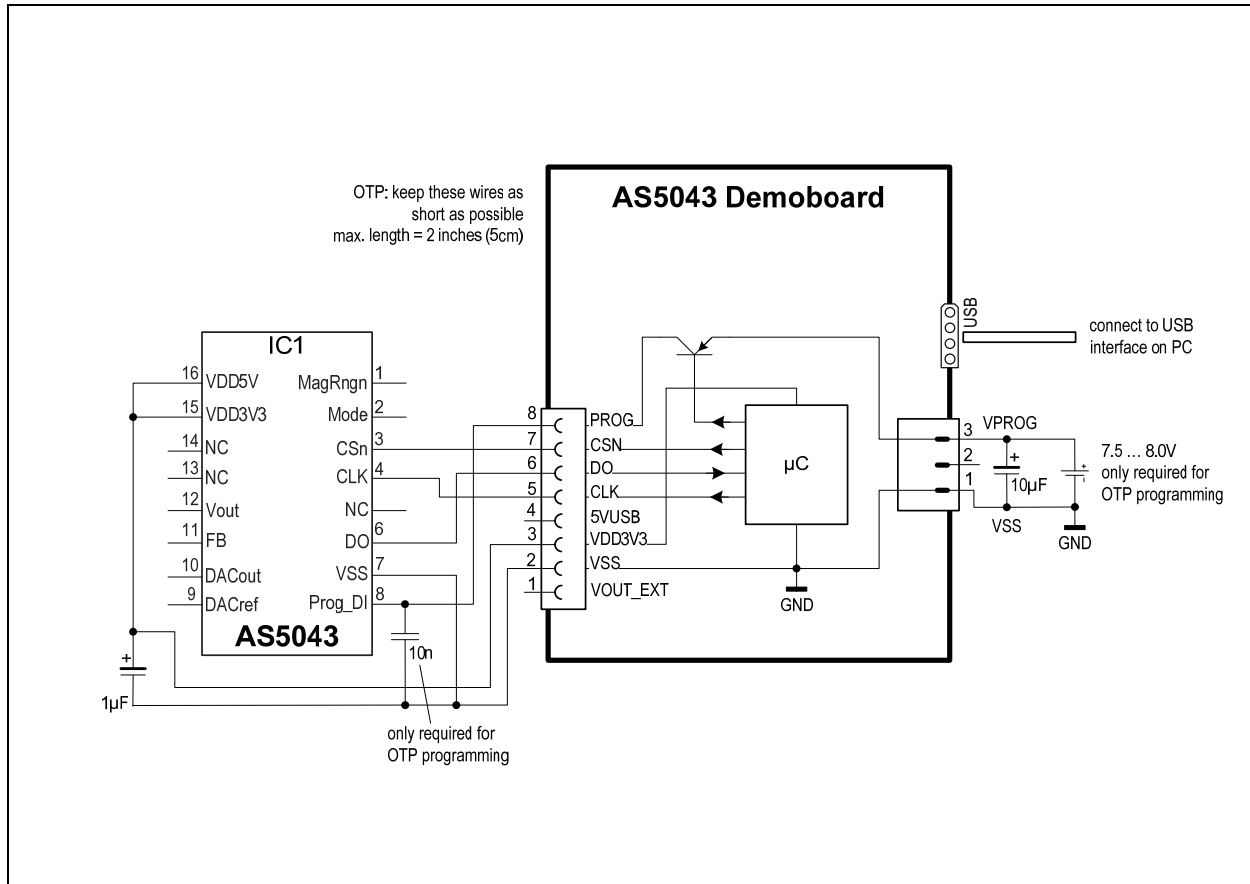 OTP: keep these wires as
short as possible
max. length = 2 inches (5cm)
AS5043 Demoboard
USB
connect to USB
interface on PC
IC1
16 VDD5V
15 VDD3V3
14 NC
13 NC
12 Vout
11 FB
10 DACout
9 DACref
MagRngn 1
Mode 2
CSn 3
CLK 4
NC 5
DO 6
VSS 7
Prog_DI 8
AS5043
+
1µF
10n
only required for
OTP programming
8 PROG
7 CSN
6 DO
5 CLK
4 5VUSB
3 VDD3V3
2 VSS
1 VOUT_EXT
µC
GND
3 VPROG
2
1
VSS
+
10µF
+
-
7.5 ... 8.0V
only required for
OTP programming
GND